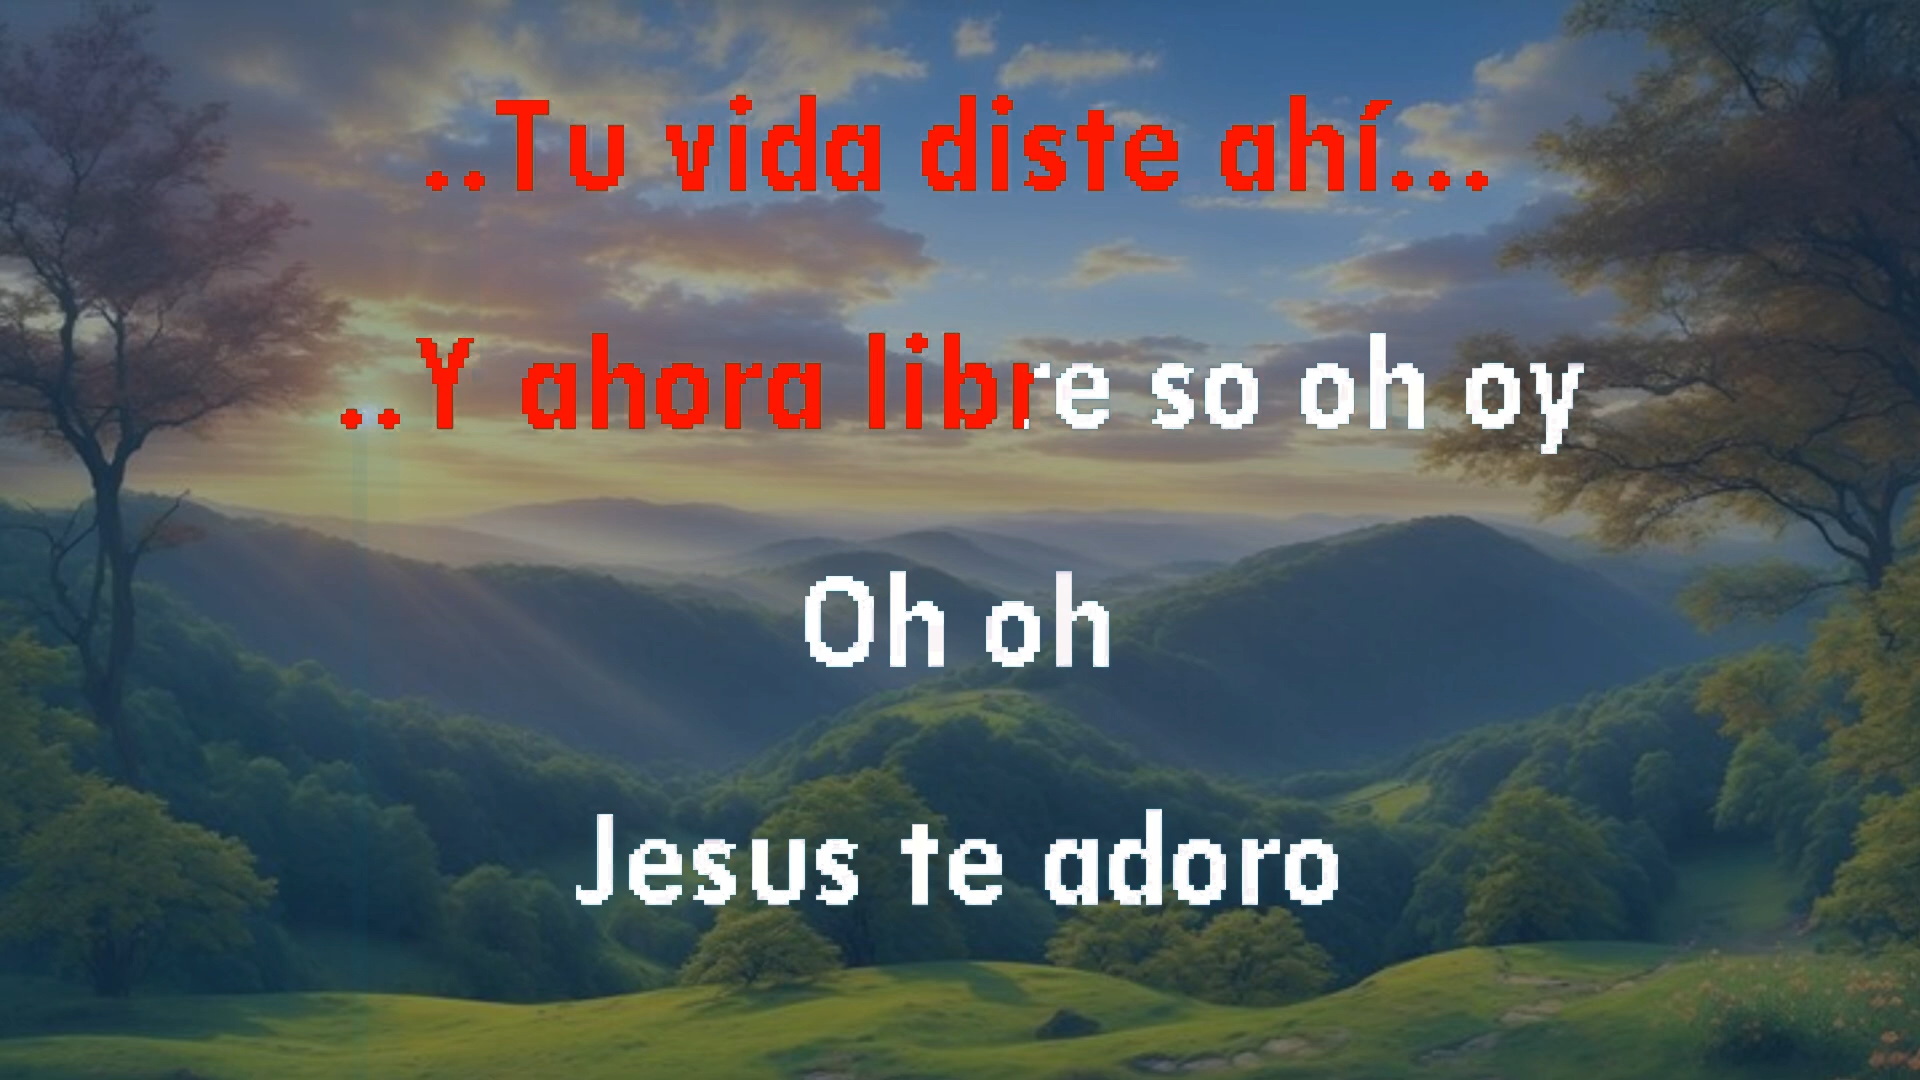 ..Tu vida diste ahí...
..Y ahora libre so oh oy
Oh oh
Jesus te adoro